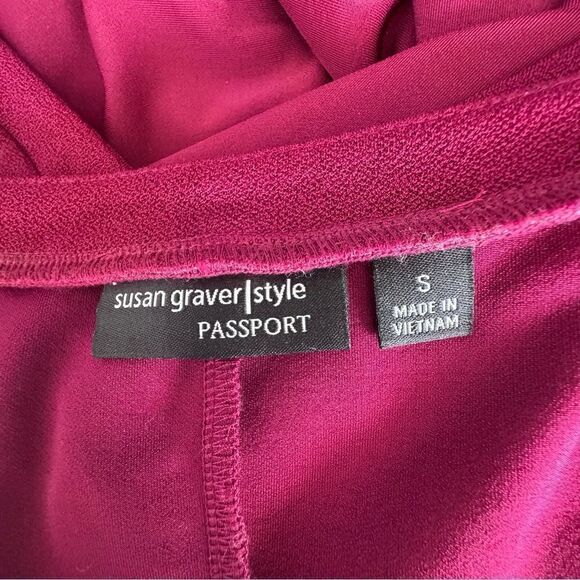 susan graver|style
PASSPORT
S
MADE IN
VIETNAM